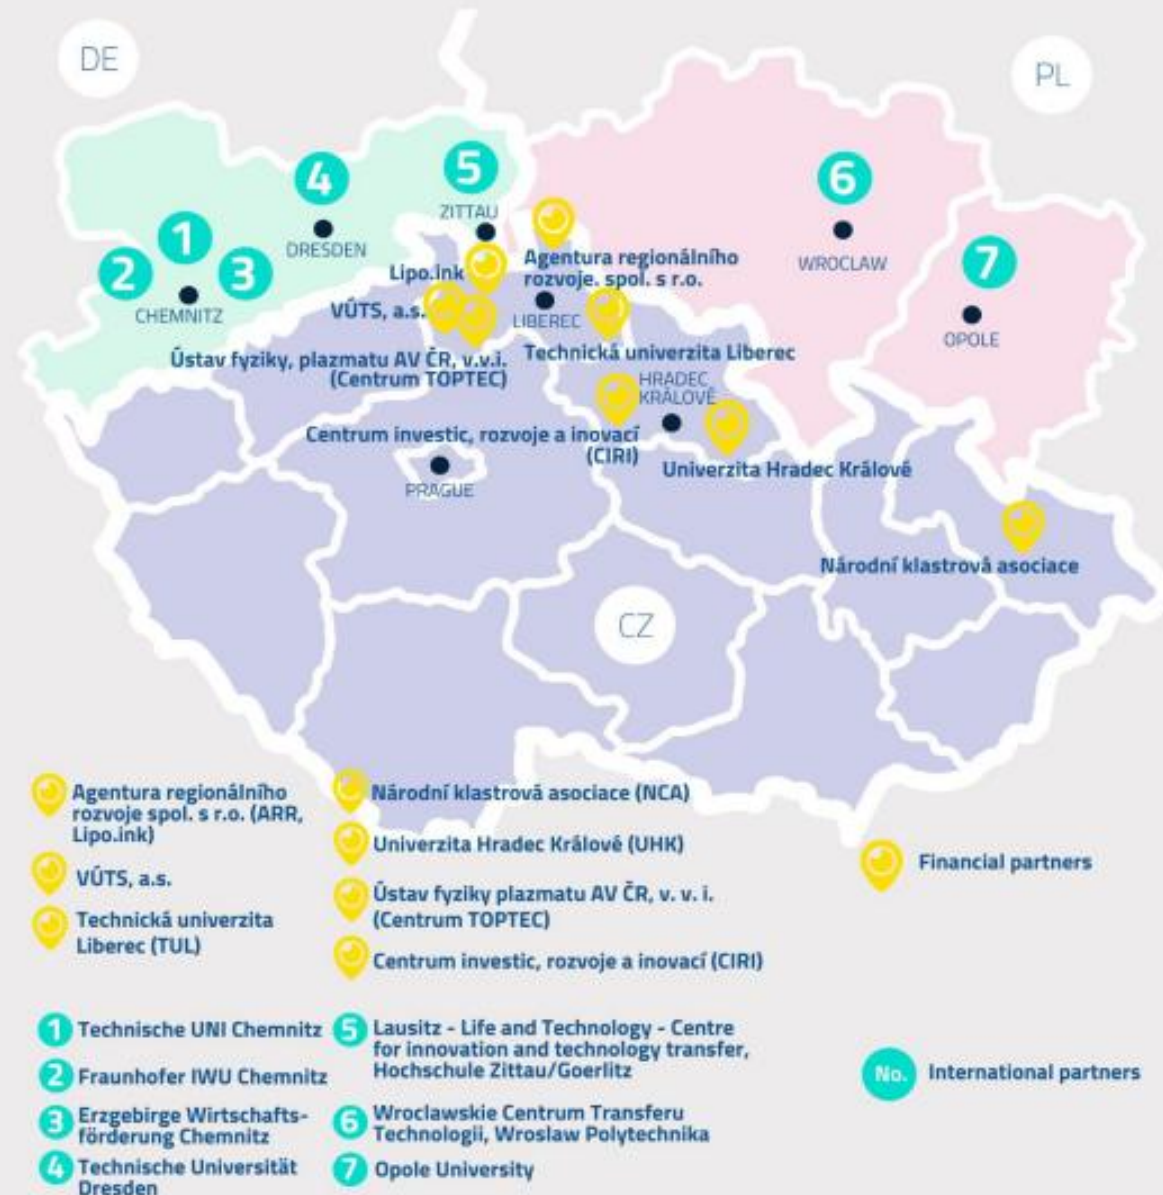 DE
PL
4
5
6
ZITTAU
1
DRESDEN
2
3
Lipo.ink
Agentura regionálního
rozvoje. spol. s r.o.
WROCLAW
7
CHEMNITZ
VÚTS, a.s.
LIBEREC
OPOLE
Ústav fyziky, plazmatu AV ČR, v.v.i.
(Centrum TOPTEC)
Technická univerzita Liberec
HRADEC
KRÁLOVÉ
Centrum investic, rozvoje a inovací
(CIRI)
Univerzita Hradec Králové
PRAGUE
Národní klastrová asociace
CZ
Agentura regionálního
rozvoje spol. s r.o. (ARR,
Lipo.ink)
VÚTS, a.s.
Technická univerzita
Liberec (TUL)
Národní klastrová asociace (NCA)
Univerzita Hradec Králové (UHK)
Ústav fyziky plazmatu AV ČR, v. v. i.
(Centrum TOPTEC)
Centrum investic, rozvoje a inovací (CIRI)
Financial partners
1 Technische UNI Chemnitz
2 Fraunhofer IWU Chemnitz
3 Erzgebirge Wirtschafts-
förderung Chemnitz
4 Technische Universität
Dresden
5 Lausitz - Life and Technology - Centre
for innovation and technology transfer,
Hochschule Zittau/Goerlitz
6 Wroclawskie Centrum Transferu
Technologii, Wroslaw Polytechnika
7 Opole University
No. International partners